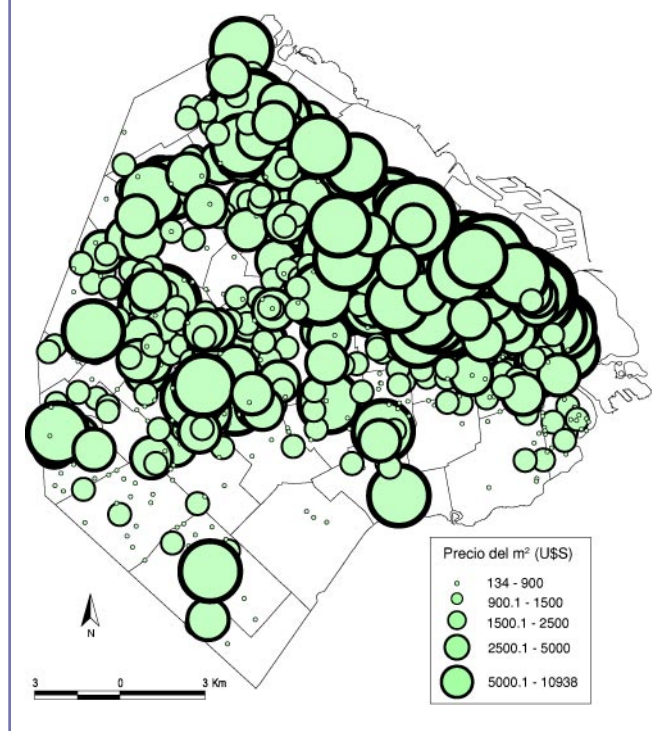 Precio del m² (U$S)
134 - 900
900.1 - 1500
1500.1 - 2500
2500.1 - 5000
5000.1 - 10938
N
3 0 3 Km